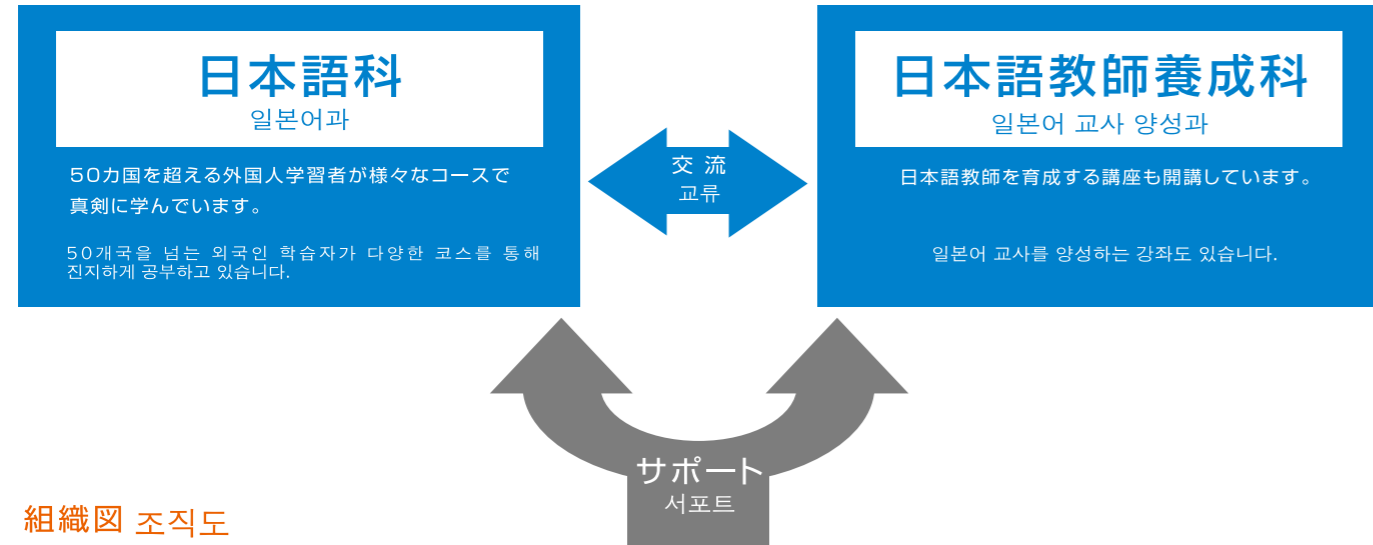 日本語科
일본어과
50カ国を超える外国人学習者が様々なコースで
真剣に学んでいます。
50개국을 넘는 외국인 학습자가 다양한 코스를 통해
진지하게 공부하고 있습니다.
交流
교류
日本語教師養成科
일본어 교사 양성과
日本語教師を育成する講座も開講しています。
일본어 교사를 양성하는 강좌도 있습니다.
サポート
서포트
組織図 조직도